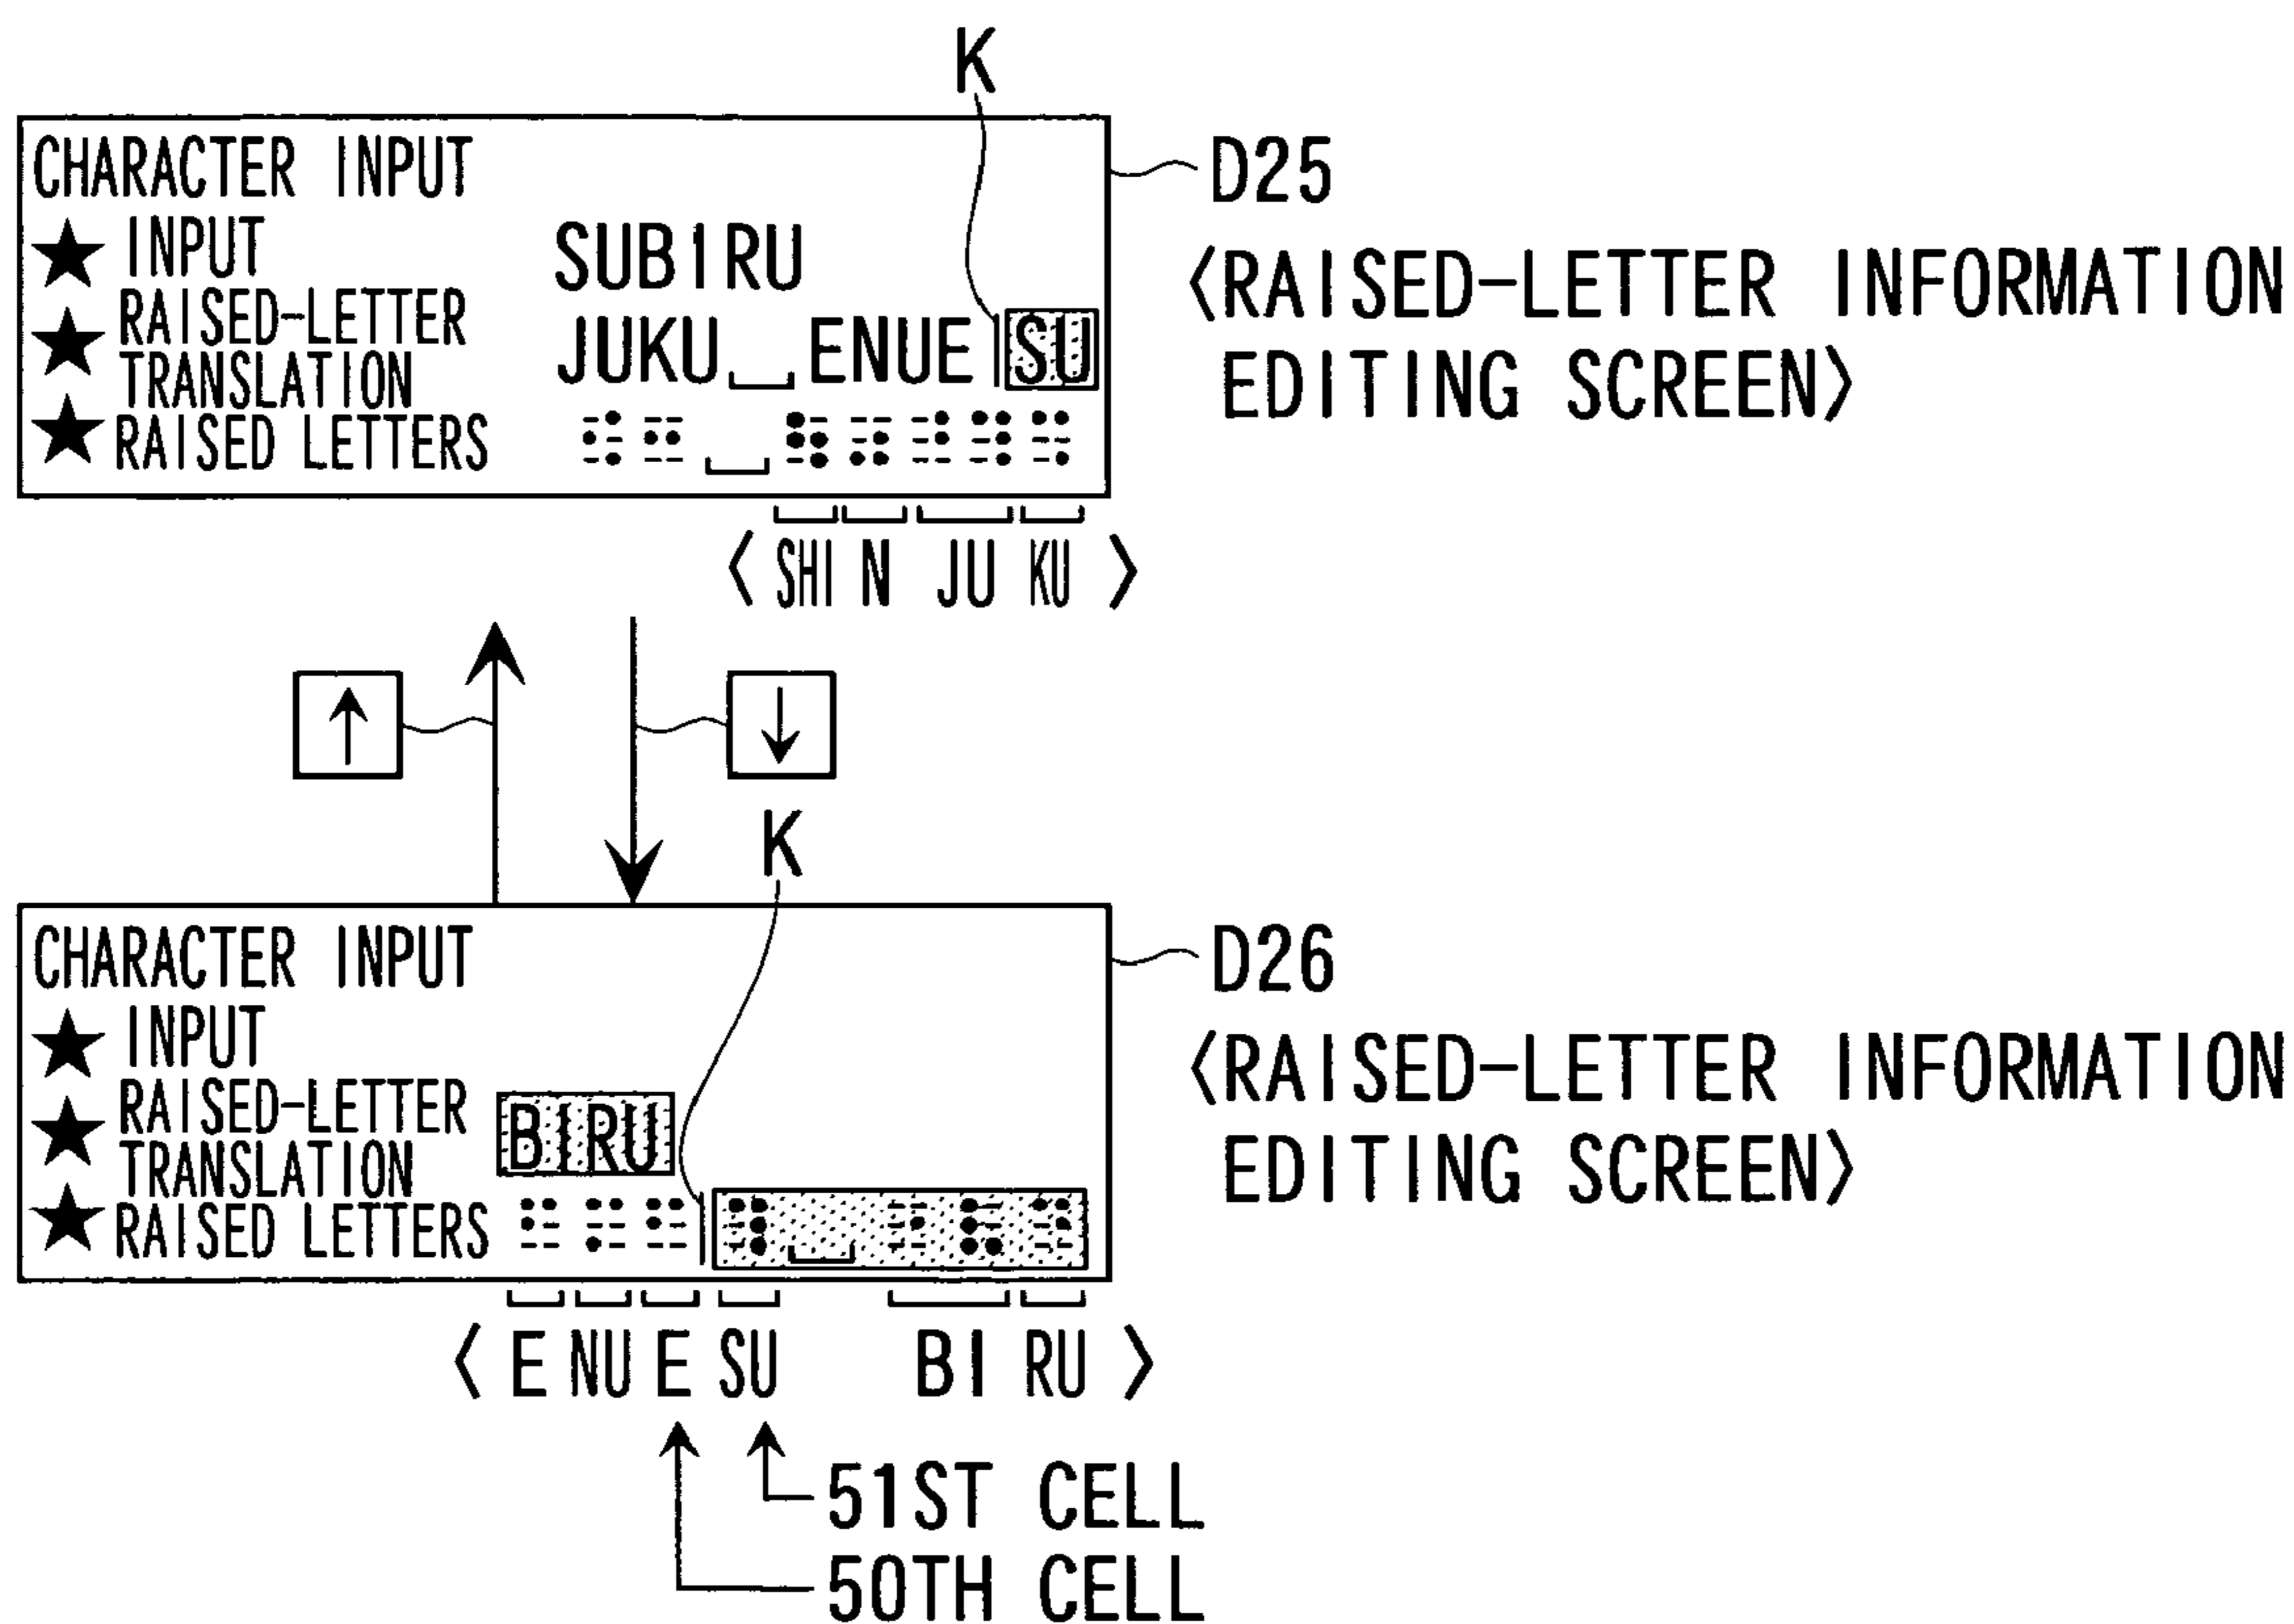 K
CHARACTER INPUT
D25
★ INPUT
SUBIRU
<RAISED-LETTER INFORMATION
EDITING SCREEN>
★ RAISED-LETTER
TRANSLATION
JUKU ENUE SU
★ RAISED LETTERS
< SHI N JU KU >
↑
↓
K
CHARACTER INPUT
D26
★ INPUT
<RAISED-LETTER INFORMATION
EDITING SCREEN>
★ RAISED-LETTER
TRANSLATION
BIRU
★ RAISED LETTERS
< E NU E SU BI RU >
51ST CELL
50TH CELL